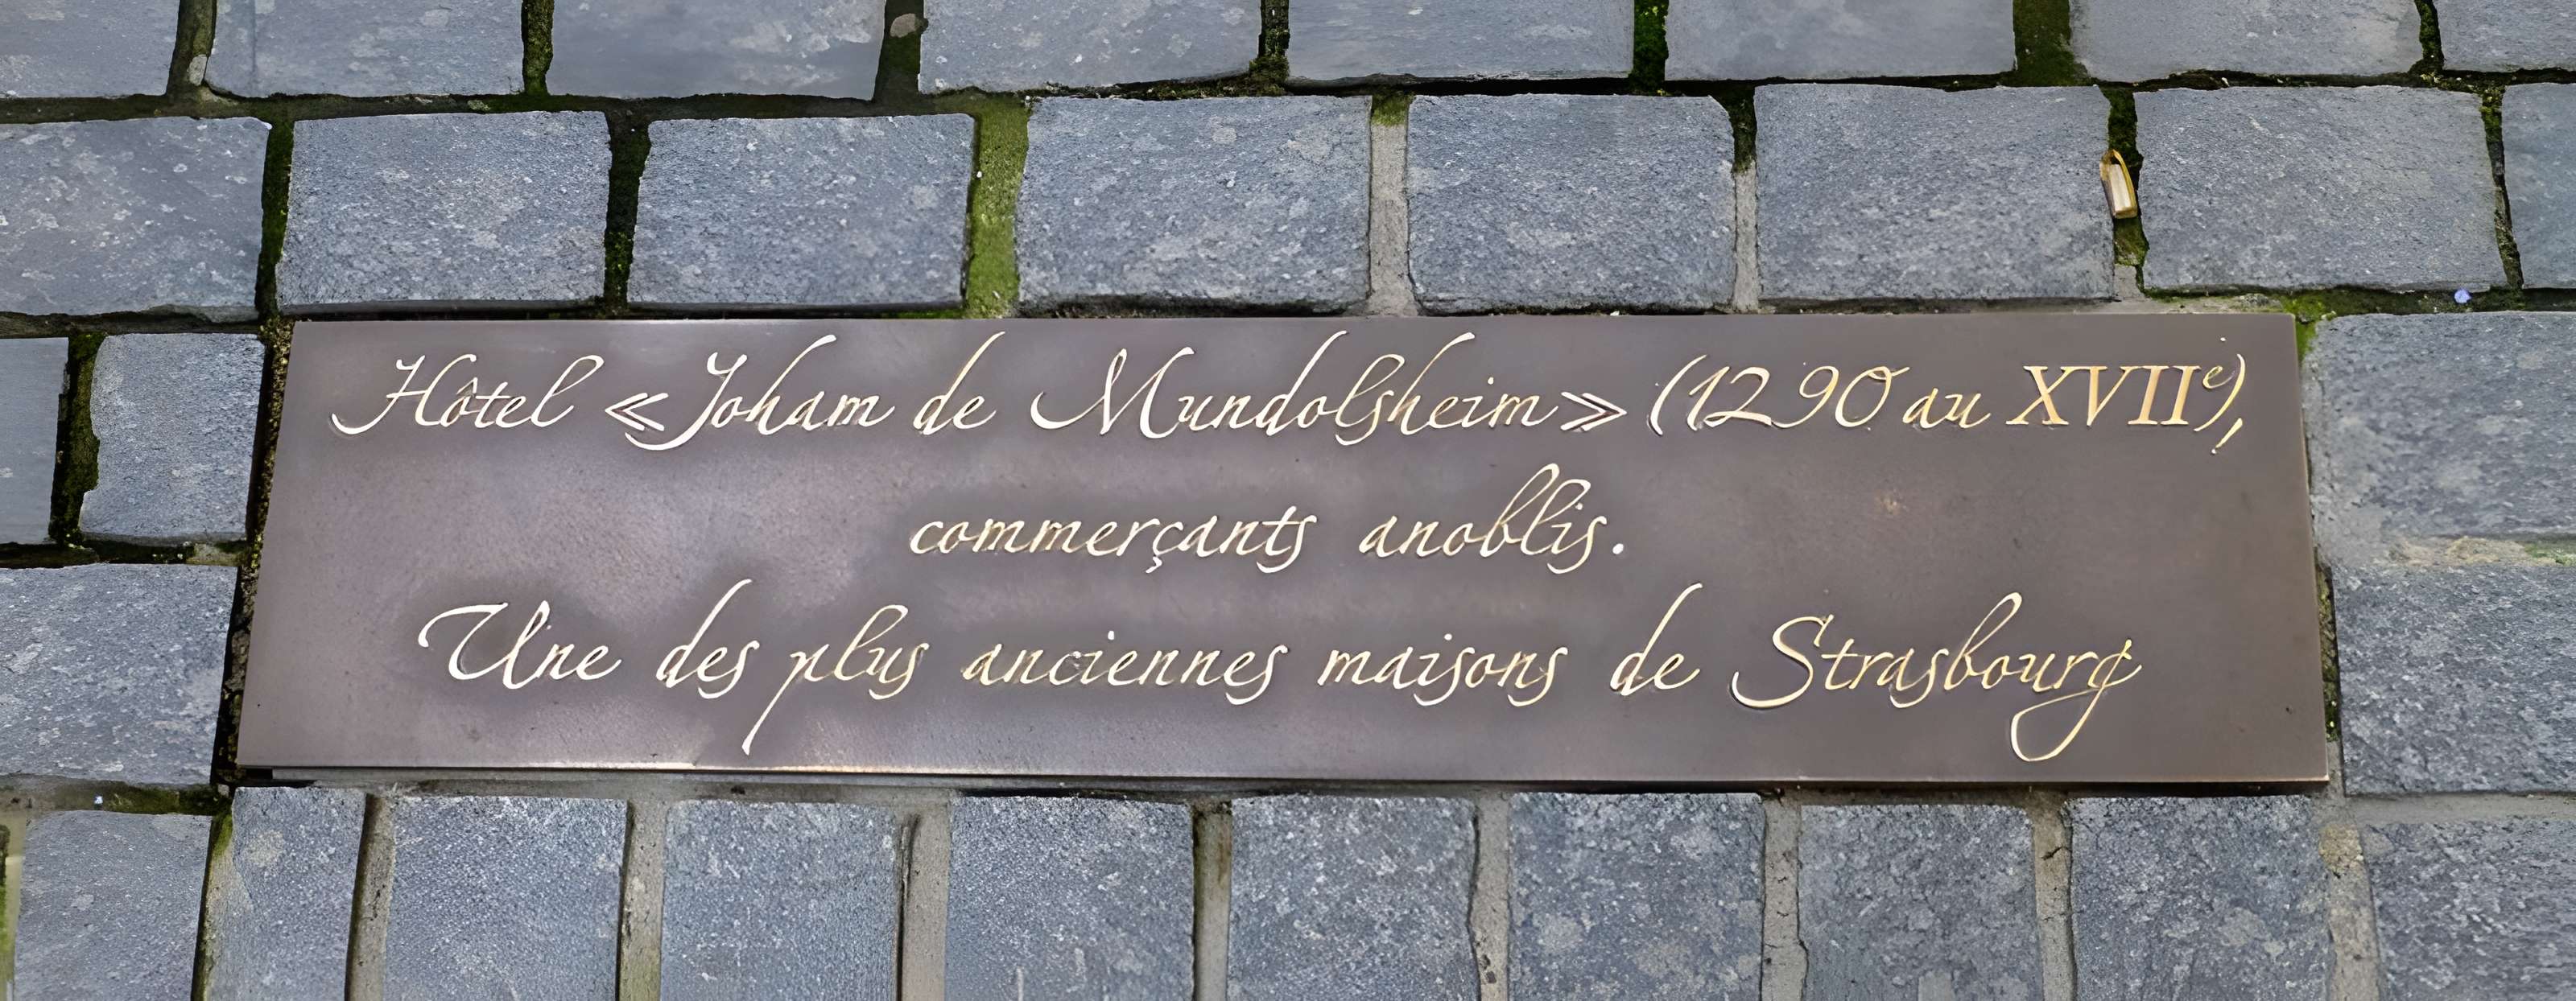 Hôtel «Joham de Mundolsheim» (1290 au XVIIe),
commerçants anoblis.
Une des plus anciennes maisons de Strasbourg